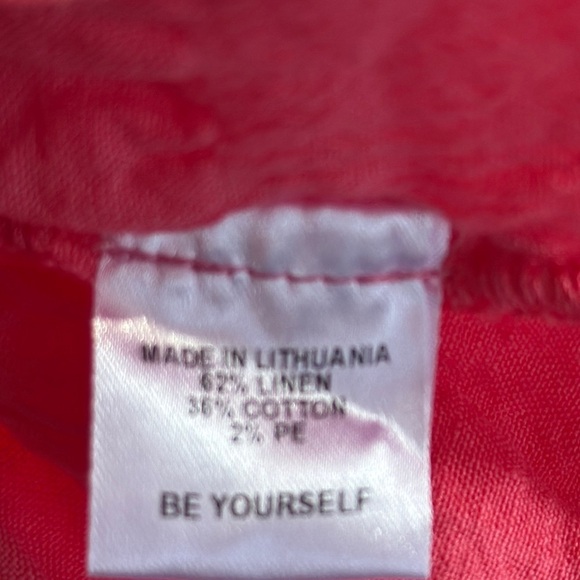 MADE IN LITHUANIA
62% LINEN
36% COTTON
2% PE
BE YOURSELF